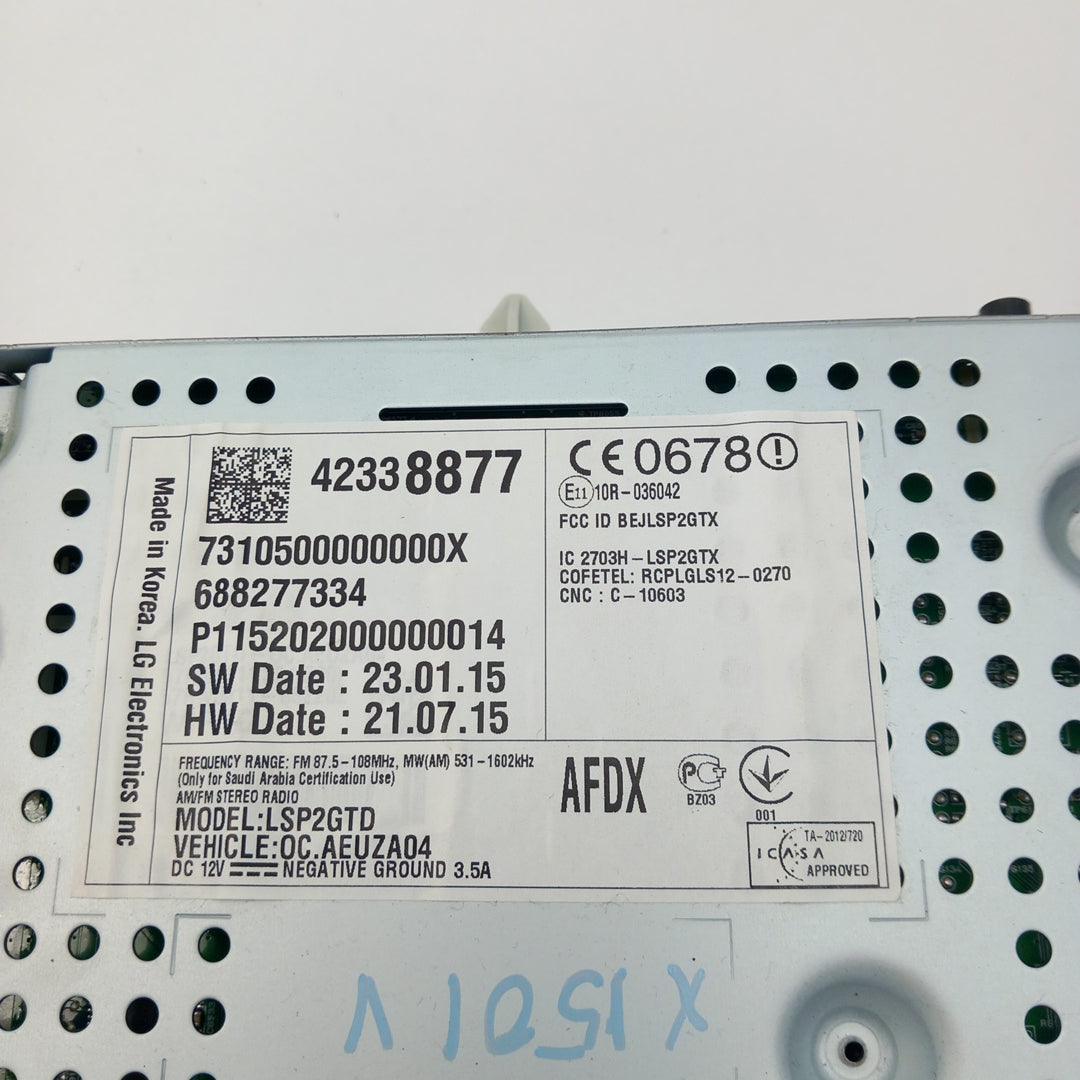 Made in Korea. LG Electronics Inc
42338877
7310500000000X
688277334
P115202000000014
SW Date : 23.01.15
HW Date : 21.07.15
CE0678
E11 10R-036042
FCC ID BEJLSP2GTX
IC 2703H-LSP2GTX
COFETEL: RCPLGLS12-0270
CNC : C-10603
FREQUENCY RANGE: FM 87.5-108MHz, MW(AM) 531-1602kHz
(Only for Saudi Arabia Certification Use)
AM/FM STEREO RADIO
MODEL:LSP2GTD
VEHICLE:OC.AEUZA04
DC 12V NEGATIVE GROUND 3.5A
AFDX
PCT
BZ03
001
TA-2012/720
ICASA
APPROVED
X1501V